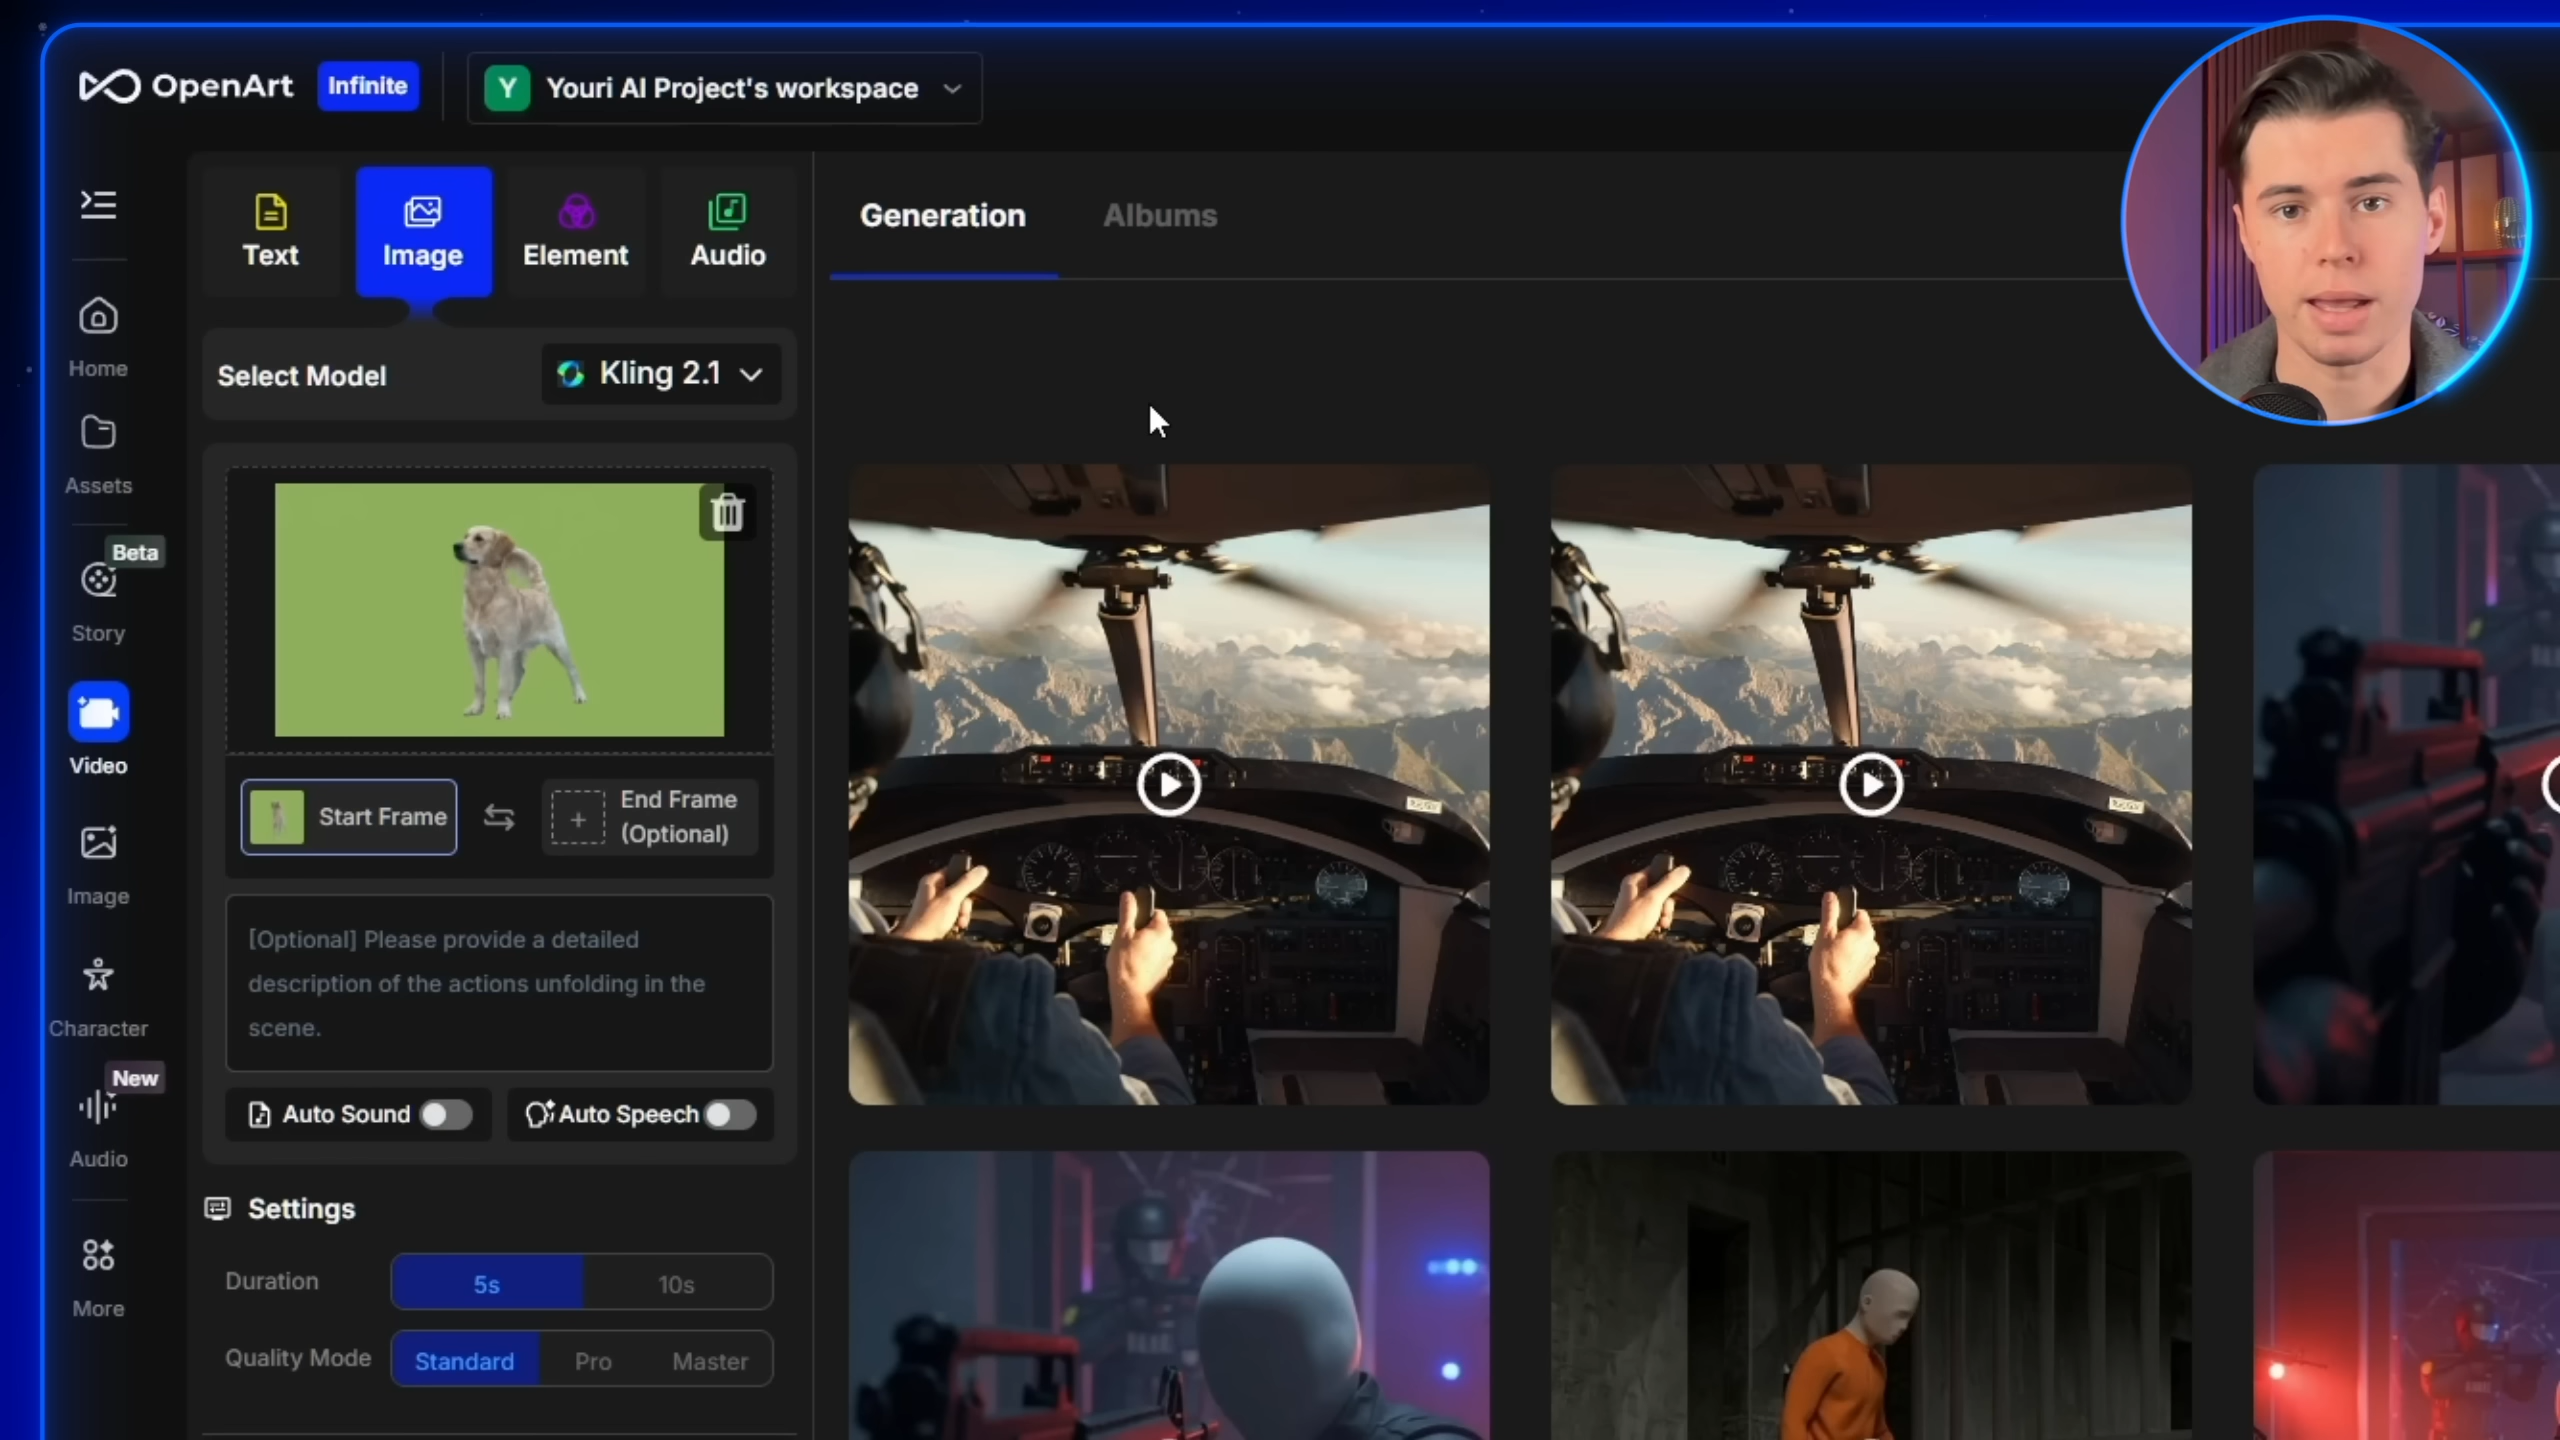 OpenArt
Infinite
Y
Youri AI Project's workspace
Text
Image
Element
Audio
Generation
Albums
Home
Assets
Beta
Story
Video
Image
Character
New
Audio
More
Select Model
Kling 2.1
Start Frame
End Frame
(Optional)
[Optional] Please provide a detailed
description of the actions unfolding in the
scene.
Auto Sound
Auto Speech
Settings
Duration
5s
10s
Quality Mode
Standard
Pro
Master